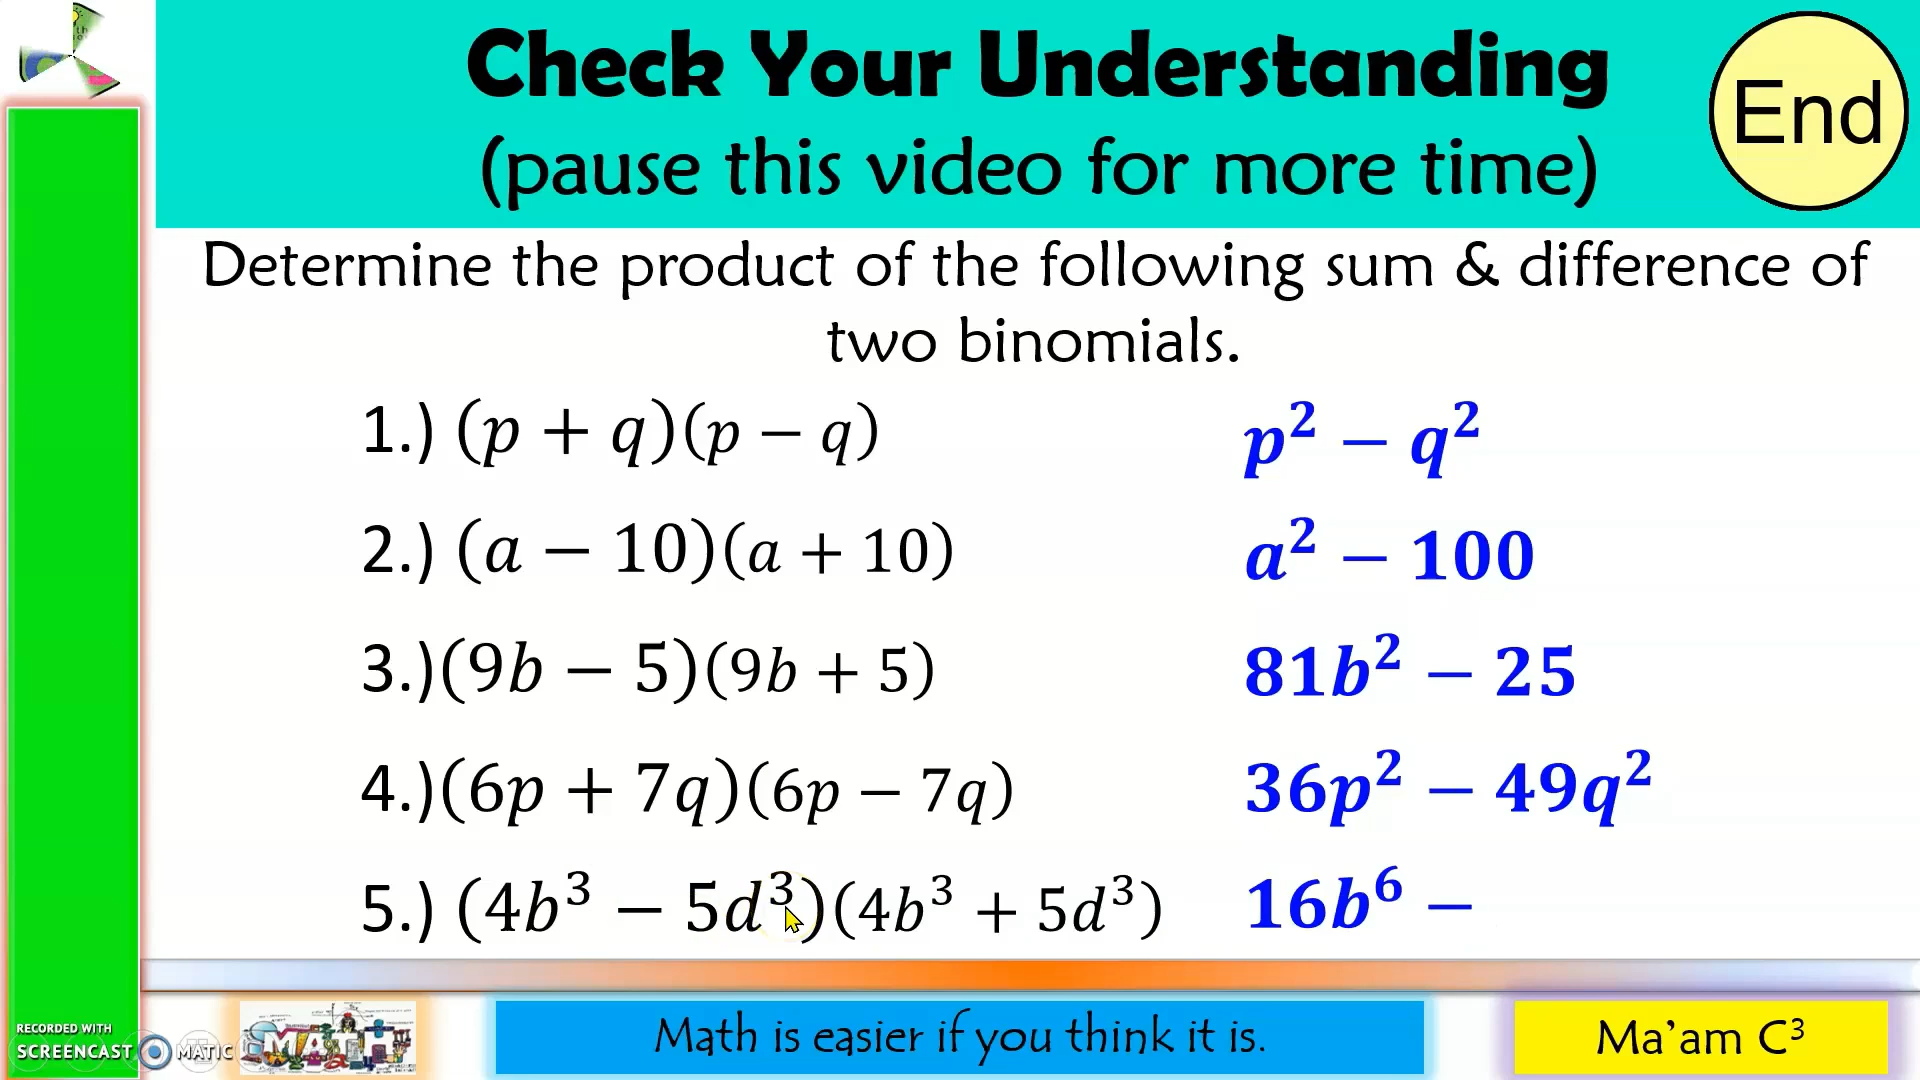 Check Your Understanding
(pause this video for more time)
End
Determine the product of the following sum & difference of
two binomials.
1.) (p + q)(p − q) p² − q²
2.) (a − 10)(a + 10) a² − 100
3.)(9b − 5)(9b + 5) 81b² − 25
4.)(6p + 7q)(6p − 7q) 36p² − 49q²
5.) (4b³ − 5d³)(4b³ + 5d³) 16b⁶ −
RECORDED WITH
SCREENCAST MATIC
MATH
Math is easier if you think it is.
Ma’am C³